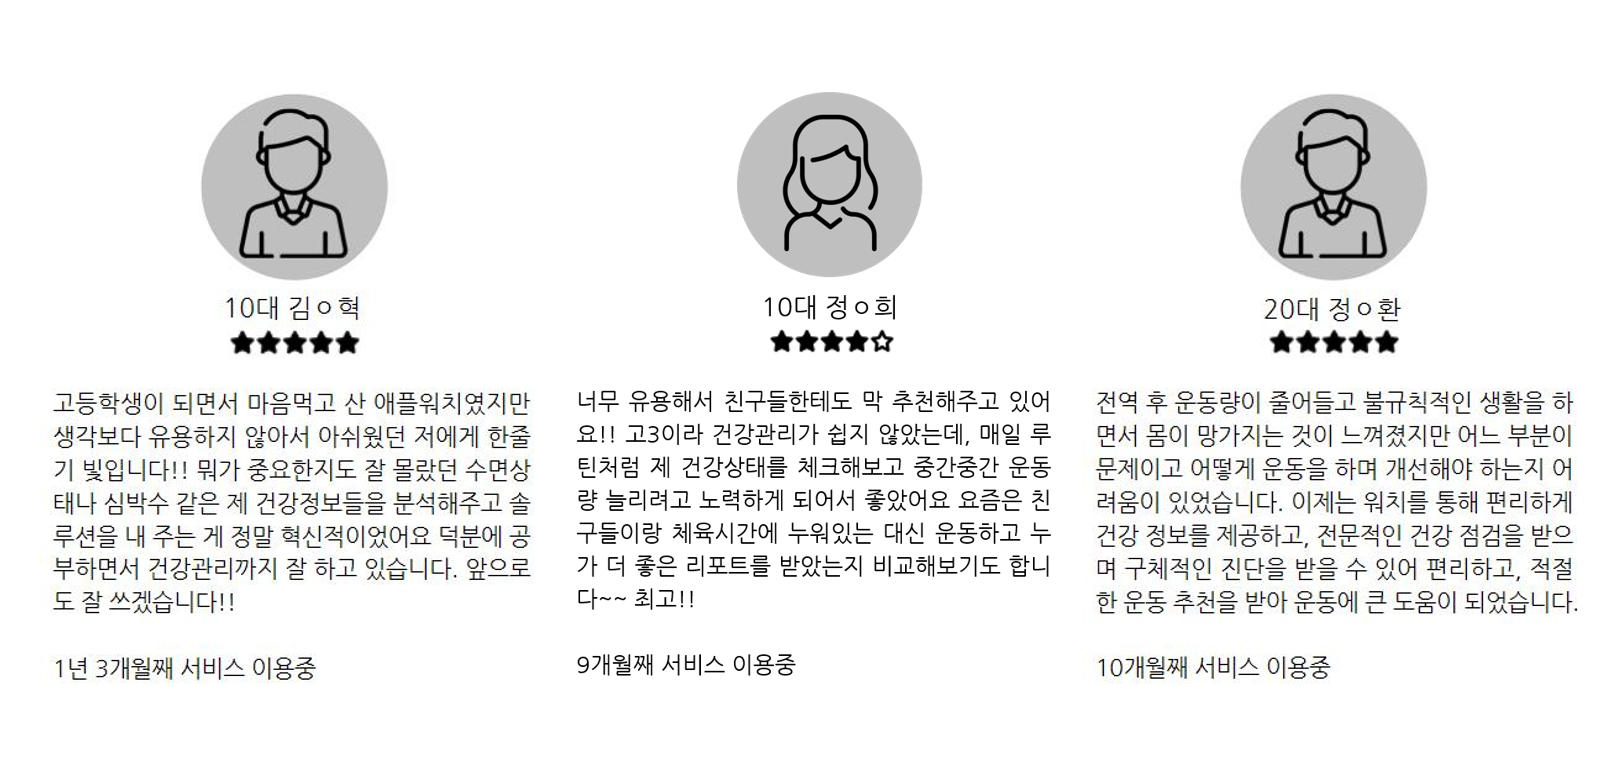 10대 김ㅇ혁
★★★★★
고등학생이 되면서 마음먹고 산 애플워치였지만
생각보다 유용하지 않아서 아쉬웠던 저에게 한줄
기 빛입니다!! 뭐가 중요한지도 잘 몰랐던 수면상
태나 심박수 같은 제 건강정보들을 분석해주고 솔
루션을 내 주는 게 정말 혁신적이었어요 덕분에 공
부하면서 건강관리까지 잘 하고 있습니다. 앞으로
도 잘 쓰겠습니다!!
1년 3개월째 서비스 이용중
10대 정ㅇ희
★★★★☆
너무 유용해서 친구들한테도 막 추천해주고 있어
요!! 고3이라 건강관리가 쉽지 않았는데, 매일 루
틴처럼 제 건강상태를 체크해보고 중간중간 운동
량 늘리려고 노력하게 되어서 좋았어요 요즘은 친
구들이랑 체육시간에 누워있는 대신 운동하고 누
가 더 좋은 리포트를 받았는지 비교해보기도 합니
다~~ 최고!!
9개월째 서비스 이용중
20대 정ㅇ환
★★★★★
전역 후 운동량이 줄어들고 불규칙적인 생활을 하
면서 몸이 망가지는 것이 느껴졌지만 어느 부분이
문제이고 어떻게 운동을 하며 개선해야 하는지 어
려움이 있었습니다. 이제는 워치를 통해 편리하게
건강 정보를 제공하고, 전문적인 건강 점검을 받으
며 구체적인 진단을 받을 수 있어 편리하고, 적절
한 운동 추천을 받아 운동에 큰 도움이 되었습니다.
10개월째 서비스 이용중